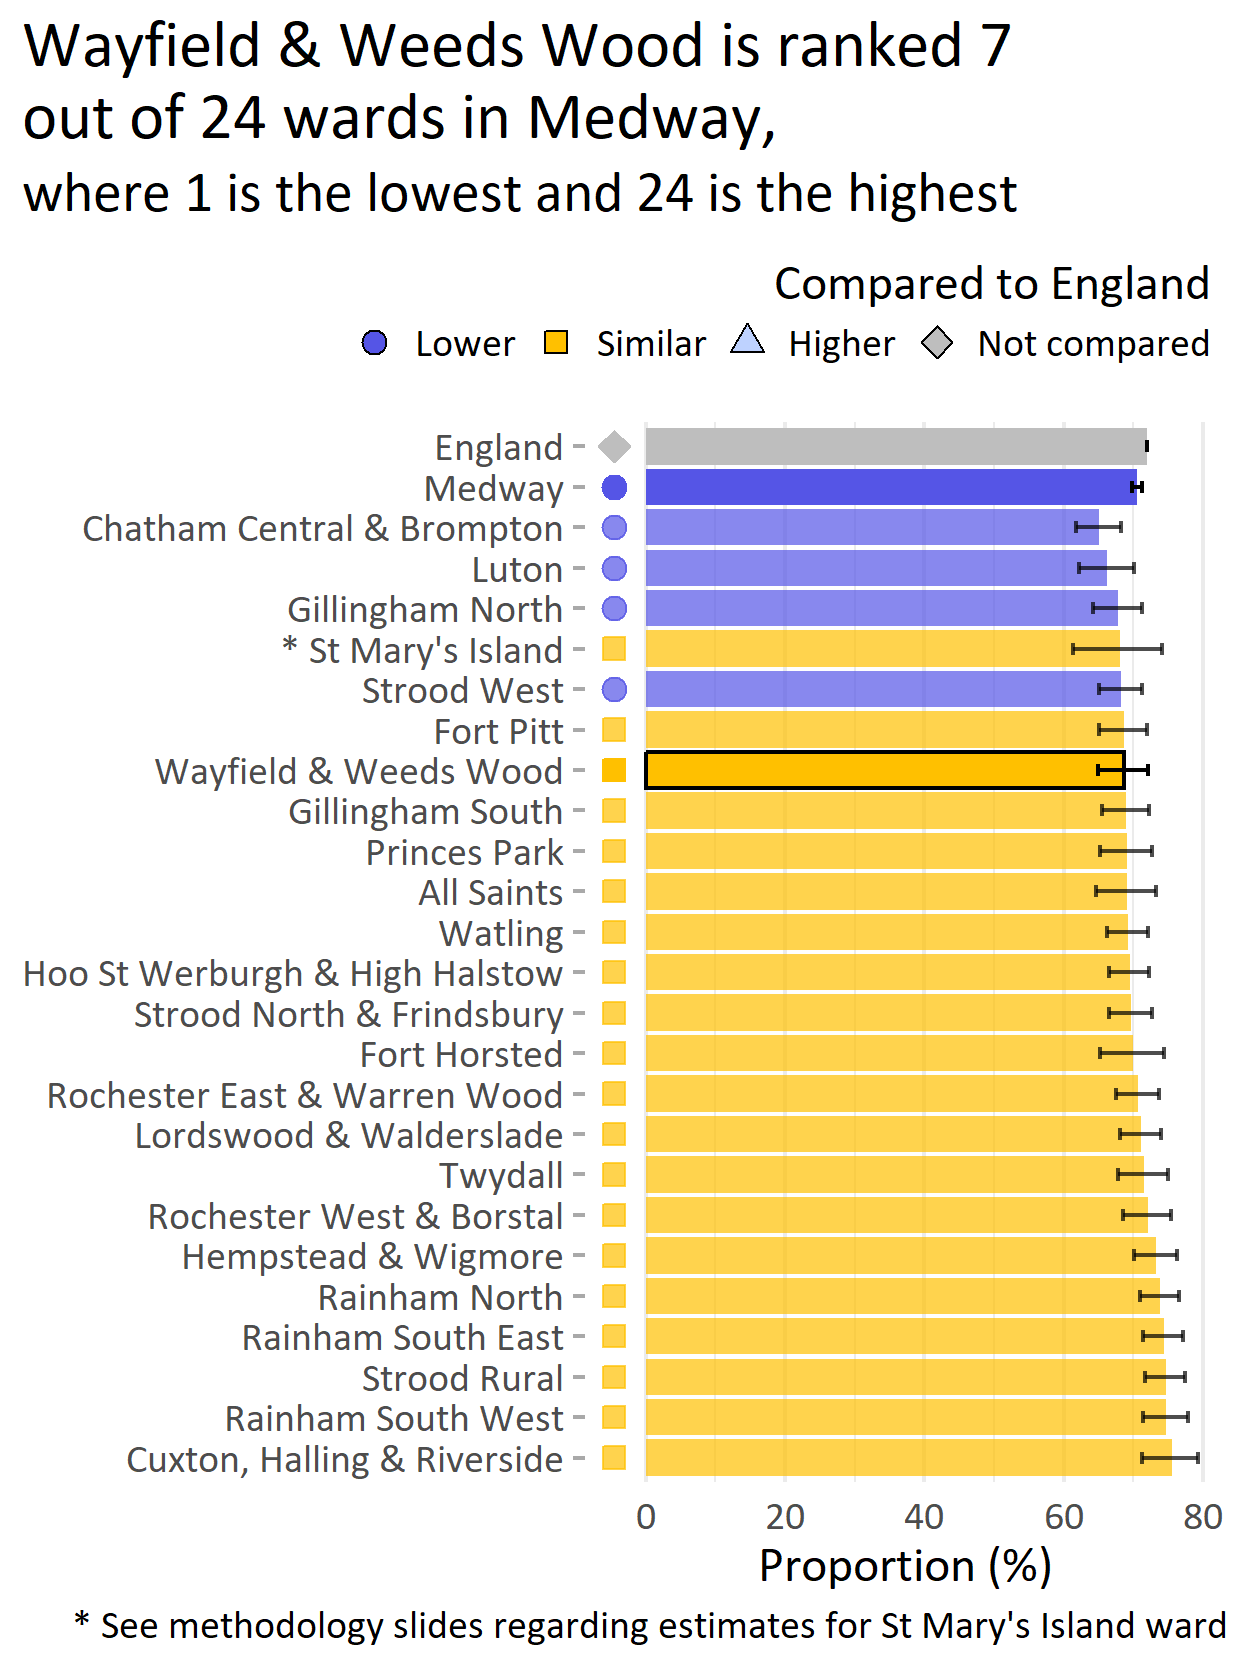 Wayfield & Weeds Wood is ranked 7
out of 24 wards in Medway,
where 1 is the lowest and 24 is the highest
Compared to England
Lower Similar Higher Not compared
England
Medway
Chatham Central & Brompton
Luton
Gillingham North
* St Mary's Island
Strood West
Fort Pitt
Wayfield & Weeds Wood
Gillingham South
Princes Park
All Saints
Watling
Hoo St Werburgh & High Halstow
Strood North & Frindsbury
Fort Horsted
Rochester East & Warren Wood
Lordswood & Walderslade
Twydall
Rochester West & Borstal
Hempstead & Wigmore
Rainham North
Rainham South East
Strood Rural
Rainham South West
Cuxton, Halling & Riverside
0 20 40 60 80
Proportion (%)
* See methodology slides regarding estimates for St Mary's Island ward